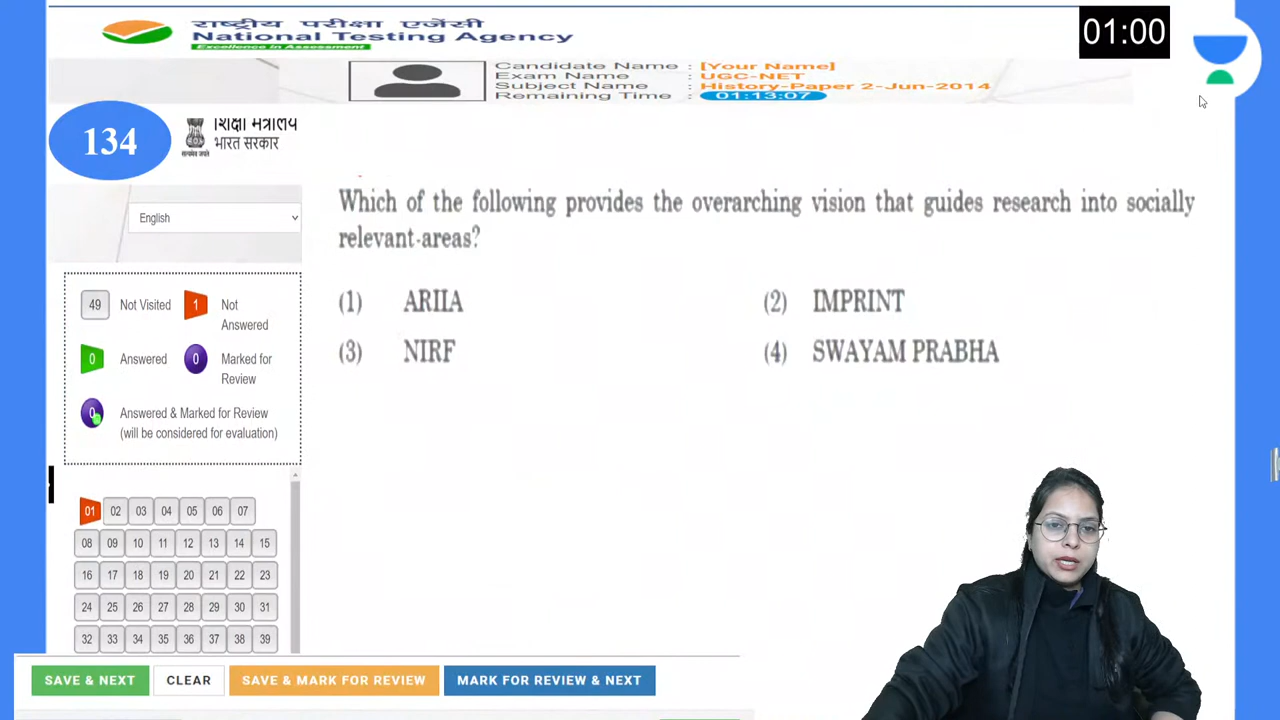 राष्ट्रीय परीक्षा एजेंसी
National Testing Agency
Excellence in Assessment
01:00
Candidate Name : [Your Name]
Exam Name : UGC-NET
Subject Name : History-Paper 2-Jun-2014
Remaining Time : 01:13:07
134
शिक्षा मंत्रालय
भारत सरकार
सत्यमेव जयते
English
Which of the following provides the overarching vision that guides research into socially
relevant-areas?
(1) ARIIA (2) IMPRINT
(3) NIRF (4) SWAYAM PRABHA
49 Not Visited 1 Not
Answered
0 Answered 0 Marked for
Review
0 Answered & Marked for Review
(will be considered for evaluation)
01 02 03 04 05 06 07
08 09 10 11 12 13 14 15
16 17 18 19 20 21 22 23
24 25 26 27 28 29 30 31
32 33 34 35 36 37 38 39
SAVE & NEXT CLEAR SAVE & MARK FOR REVIEW MARK FOR REVIEW & NEXT